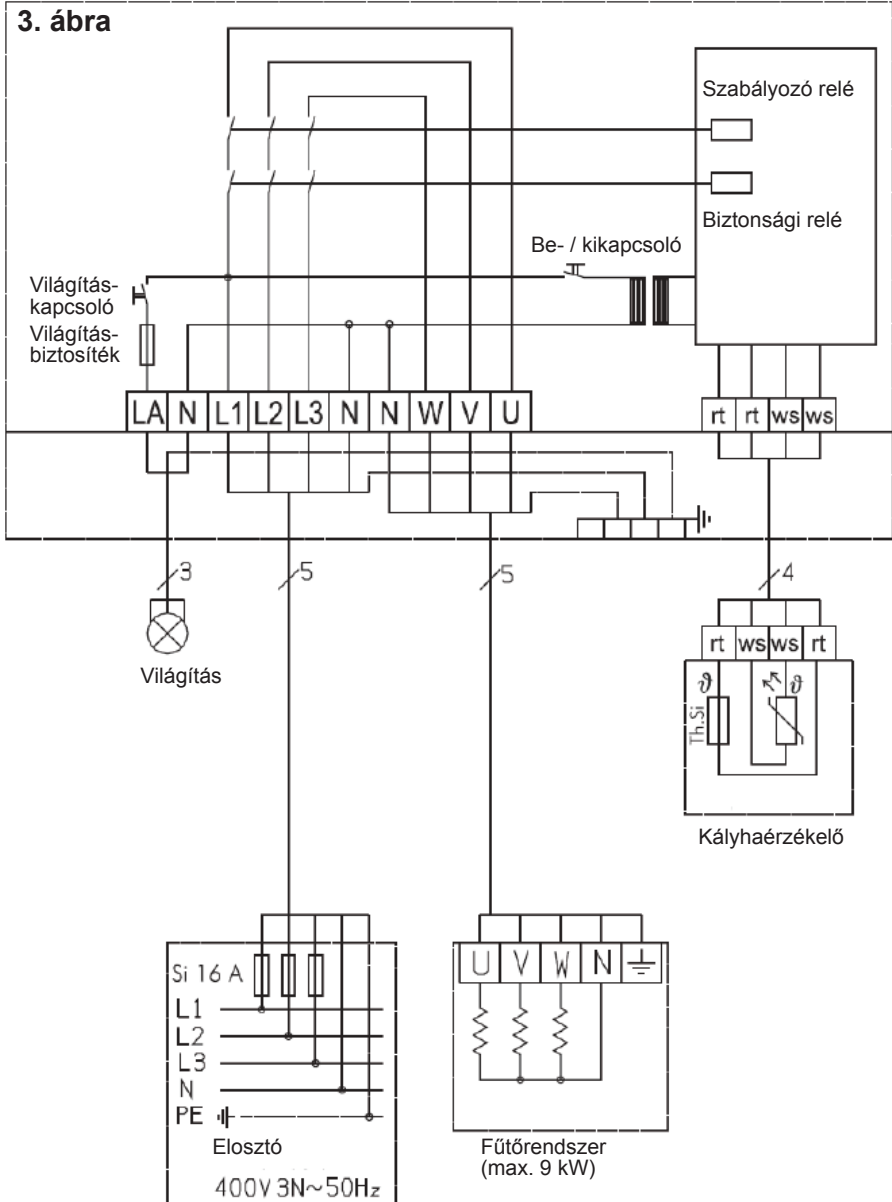 3. ábra
Szabályozó relé
Biztonsági relé
Be- / kikapcsoló
Világítás-
kapcsoló
Világítás-
biztosíték
LA N L1 L2 L3 N N W V U
rt rt ws ws
3
5
5
4
Világítás
rt ws ws rt
ϑ
ϑ
Th.Si
Kályhaérzékelő
Si 16 A
L1
L2
L3
N
PE
Elosztó
400V 3N~50Hz
U V W N
Fűtőrendszer
(max. 9 kW)